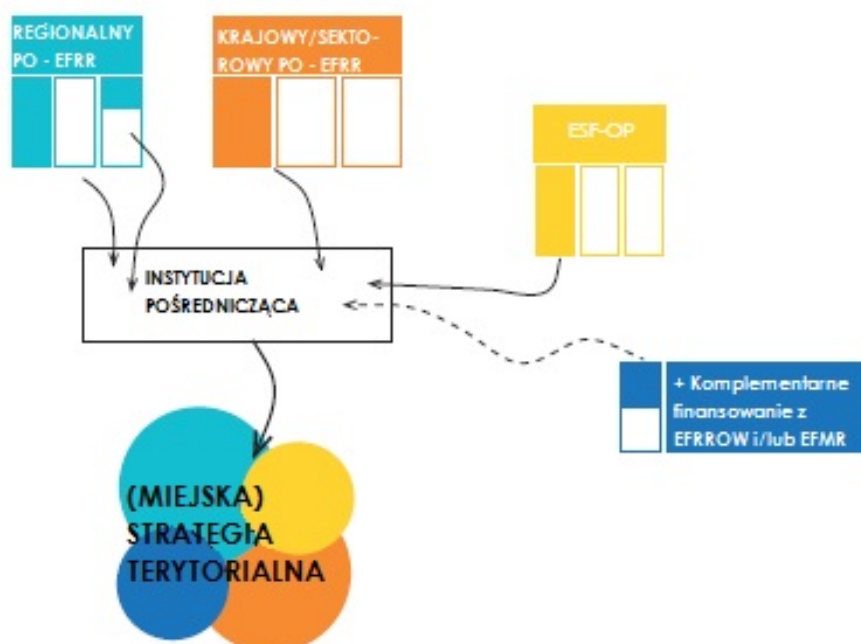 REGIONALNY
PO - EFRR
KRAJOWY/SEKTO-
ROWY PO - EFRR
ESF-OP
INSTYTUCJA
POŚREDNICZĄCA
+ Komplementarne
finansowanie z
EFRROW i/lub EFMR
(MIEJSKA)
STRATĘGIA
TERYTORIALNA